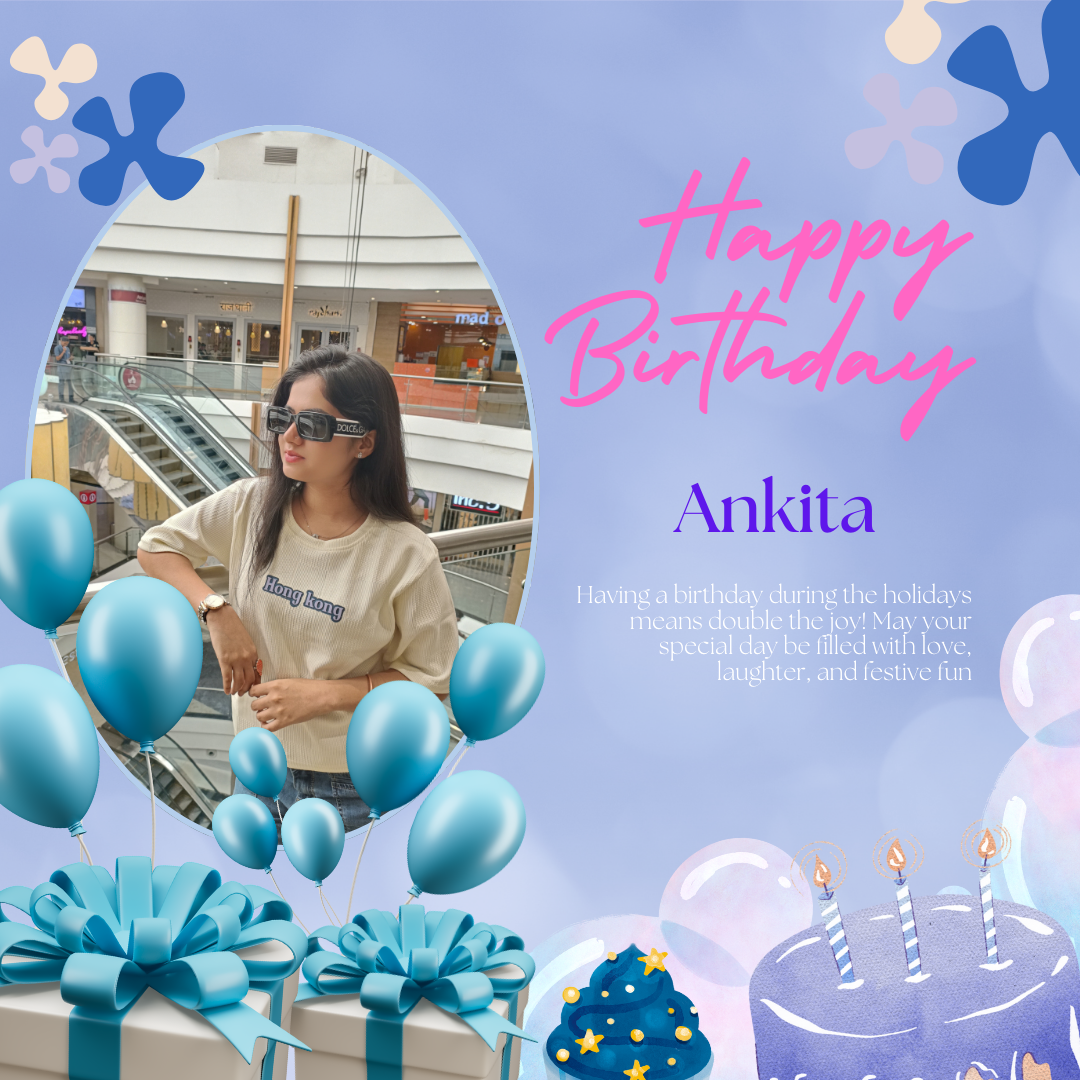 Happy
Birthday
Ankita
Having a birthday during the holidays
means double the joy! May your
special day be filled with love,
laughter, and festive fun
mad o
DOLCE&G
Hong kong